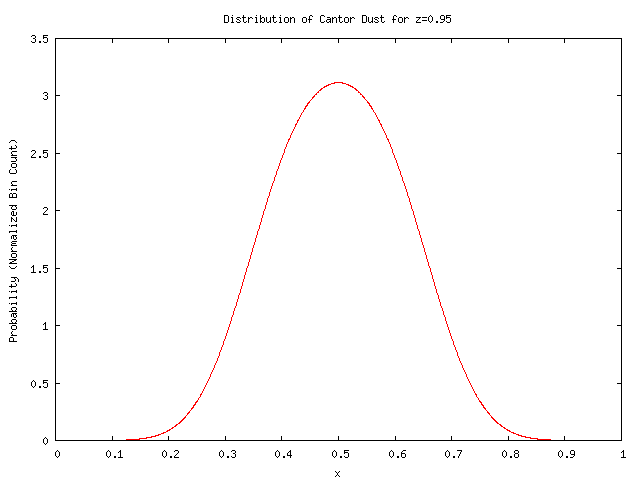 Distribution of Cantor Dust for z=0.95
3.5
3
2.5
2
1.5
1
0.5
0
Probability (Normalized Bin Count)
0 0.1 0.2 0.3 0.4 0.5 0.6 0.7 0.8 0.9 1
x